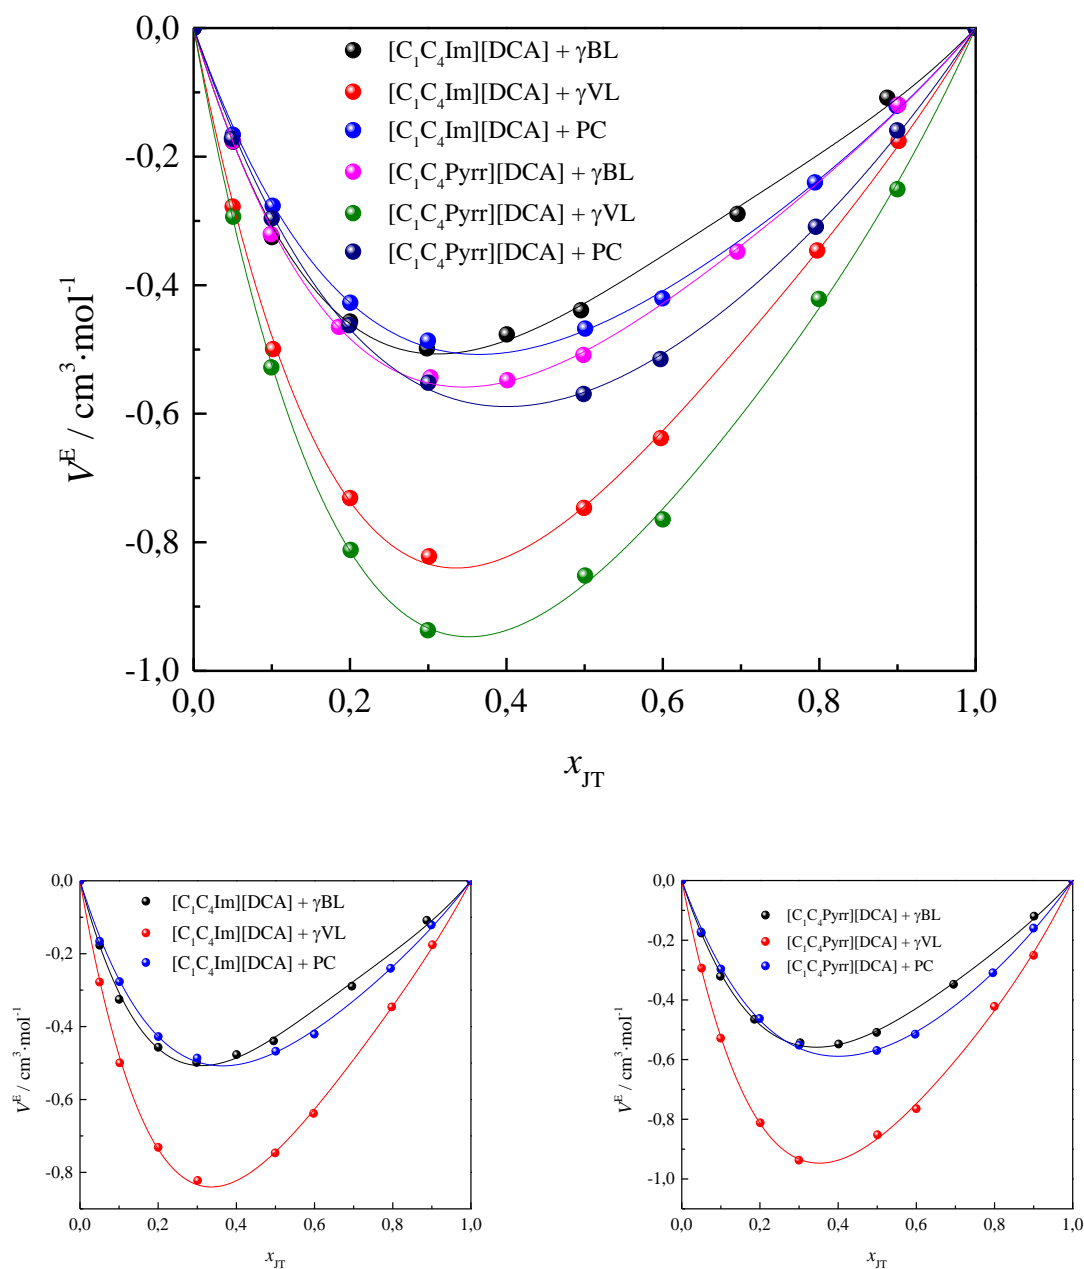 0,0
[C₁C₄Im][DCA] + γBL
[C₁C₄Im][DCA] + γVL
[C₁C₄Im][DCA] + PC
[C₁C₄Pyrr][DCA] + γBL
[C₁C₄Pyrr][DCA] + γVL
[C₁C₄Pyrr][DCA] + PC
-0,2
-0,4
-0,6
-0,8
-1,0
Vᴱ / cm³·mol⁻¹
0,0 0,2 0,4 0,6 0,8 1,0
x_JT
0,0
[C₁C₄Im][DCA] + γBL
[C₁C₄Im][DCA] + γVL
[C₁C₄Im][DCA] + PC
-0,2
-0,4
-0,6
-0,8
Vᴱ / cm³·mol⁻¹
0,0 0,2 0,4 0,6 0,8 1,0
x_JT
0,0
[C₁C₄Pyrr][DCA] + γBL
[C₁C₄Pyrr][DCA] + γVL
[C₁C₄Pyrr][DCA] + PC
-0,2
-0,4
-0,6
-0,8
-1,0
Vᴱ / cm³·mol⁻¹
0,0 0,2 0,4 0,6 0,8 1,0
x_JT